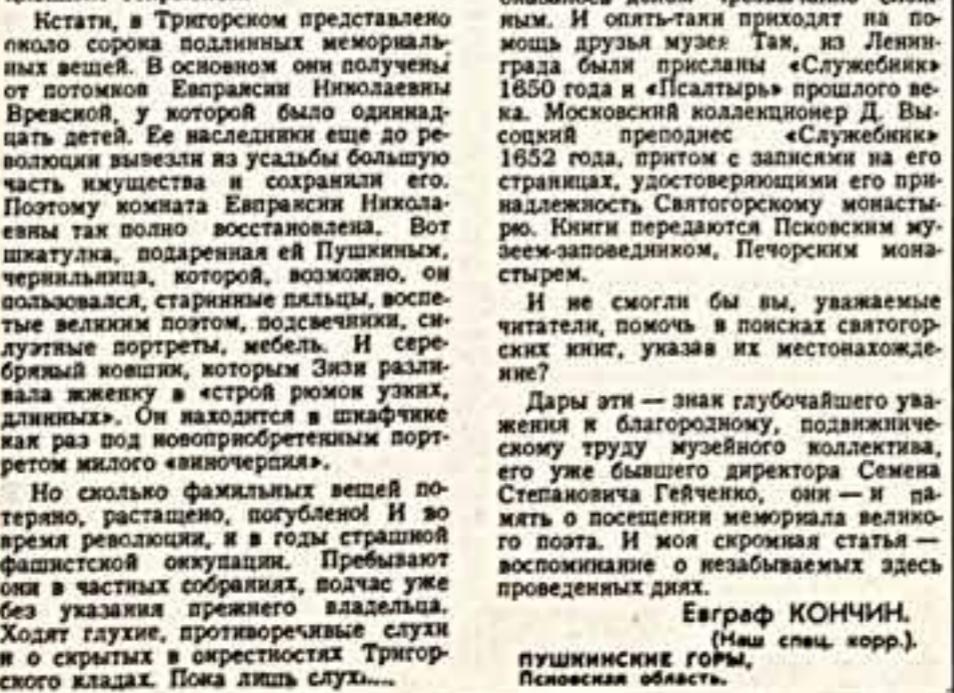 Кстати, в Тригорском представлено
около сорока подлинных мемориаль-
ных вещей. В основном они получены
от потомков Евпраксии Николаевны
Вревской, у которой было одиннад-
цать детей. Ее наследники еще до ре-
волюции вывезли из усадьбы большую
часть имущества и сохранили его.
Поэтому комната Евпраксии Никола-
евны так полно восстановлена. Вот
шкатулка, подаренная ей Пушкиным,
чернильница, которой, возможно, он
пользовался, старинные пяльцы, воспе-
тые великим поэтом, подсвечники, си-
луэтные портреты, мебель. И сере-
бряный ковшик, которым Зизи разли-
вала жженку в «строй рюмок узких,
длинных». Он находится в шкафчике
как раз под новоприобретенным порт-
ретом милого «виночерпия».
Но сколько фамильных вещей по-
теряно, растащено, погублено! И во
время революции, и в годы страшной
фашистской оккупации. Пребывают
они в частных собраниях, подчас уже
без указания прежнего владельца.
Ходят глухие, противоречивые слухи
и о скрытых в окрестностях Тригор-
ского кладах. Пока лишь слухи...
ным. И опять-таки приходят на по-
мощь друзья музея Так, из Ленин-
града были присланы «Служебник»
1650 года и «Псалтырь» прошлого ве-
ка. Московский коллекционер Д. Вы-
соцкий преподнес «Служебник»
1652 года, притом с записями на его
страницах, удостоверяющими его при-
надлежность Святогорскому монасты-
рю. Книги передаются Псковским му-
зеем-заповедником, Печорским мона-
стырем.
И не смогли бы вы, уважаемые
читатели, помочь в поисках святогор-
ских книг, указав их местонахожде-
ние?
Дары эти — знак глубочайшего ува-
жения к благородному, подвижниче-
скому труду музейного коллектива,
его уже бывшего директора Семена
Степановича Гейченко, они — и па-
мять о посещении мемориала велико-
го поэта. И моя скромная статья —
воспоминание о незабываемых здесь
проведенных днях.
Евграф КОНЧИН.
(Наш спец. корр.).
ПУШКИНСКИЕ ГОРЫ,
Псковская область.